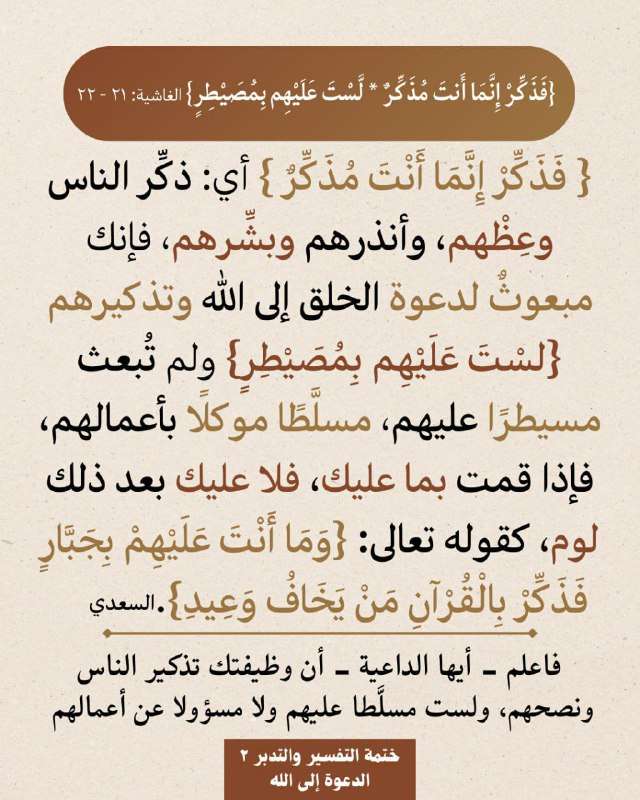 {فَذَكِّرْ إِنَّمَا أَنتَ مُذَكِّرٌ * لَّسْتَ عَلَيْهِم بِمُصَيْطِرٍ} الغاشية: ٢١ - ٢٢
{ فَذَكِّرْ إِنَّمَا أَنْتَ مُذَكِّرٌ } أي: ذكِّر الناس
وعِظْهم، وأنذرهم وبشِّرهم، فإنك
مبعوثٌ لدعوة الخلق إلى الله وتذكيرهم
{لسْتَ عَلَيْهِم بِمُصَيْطِرٍ} ولم تُبعث
مسيطرًا عليهم، مسلَّطًا موكلًا بأعمالهم،
فإذا قمت بما عليك، فلا عليك بعد ذلك
لوم، كقوله تعالى: {وَمَا أَنْتَ عَلَيْهِمْ بِجَبَّارٍ
فَذَكِّرْ بِالْقُرْآنِ مَنْ يَخَافُ وَعِيدِ}.السعدي
فاعلم – أيها الداعية – أن وظيفتك تذكير الناس
ونصحهم، ولست مسلَّطا عليهم ولا مسؤولا عن أعمالهم
ختمة التفسير والتدبر ٢
الدعوة إلى الله